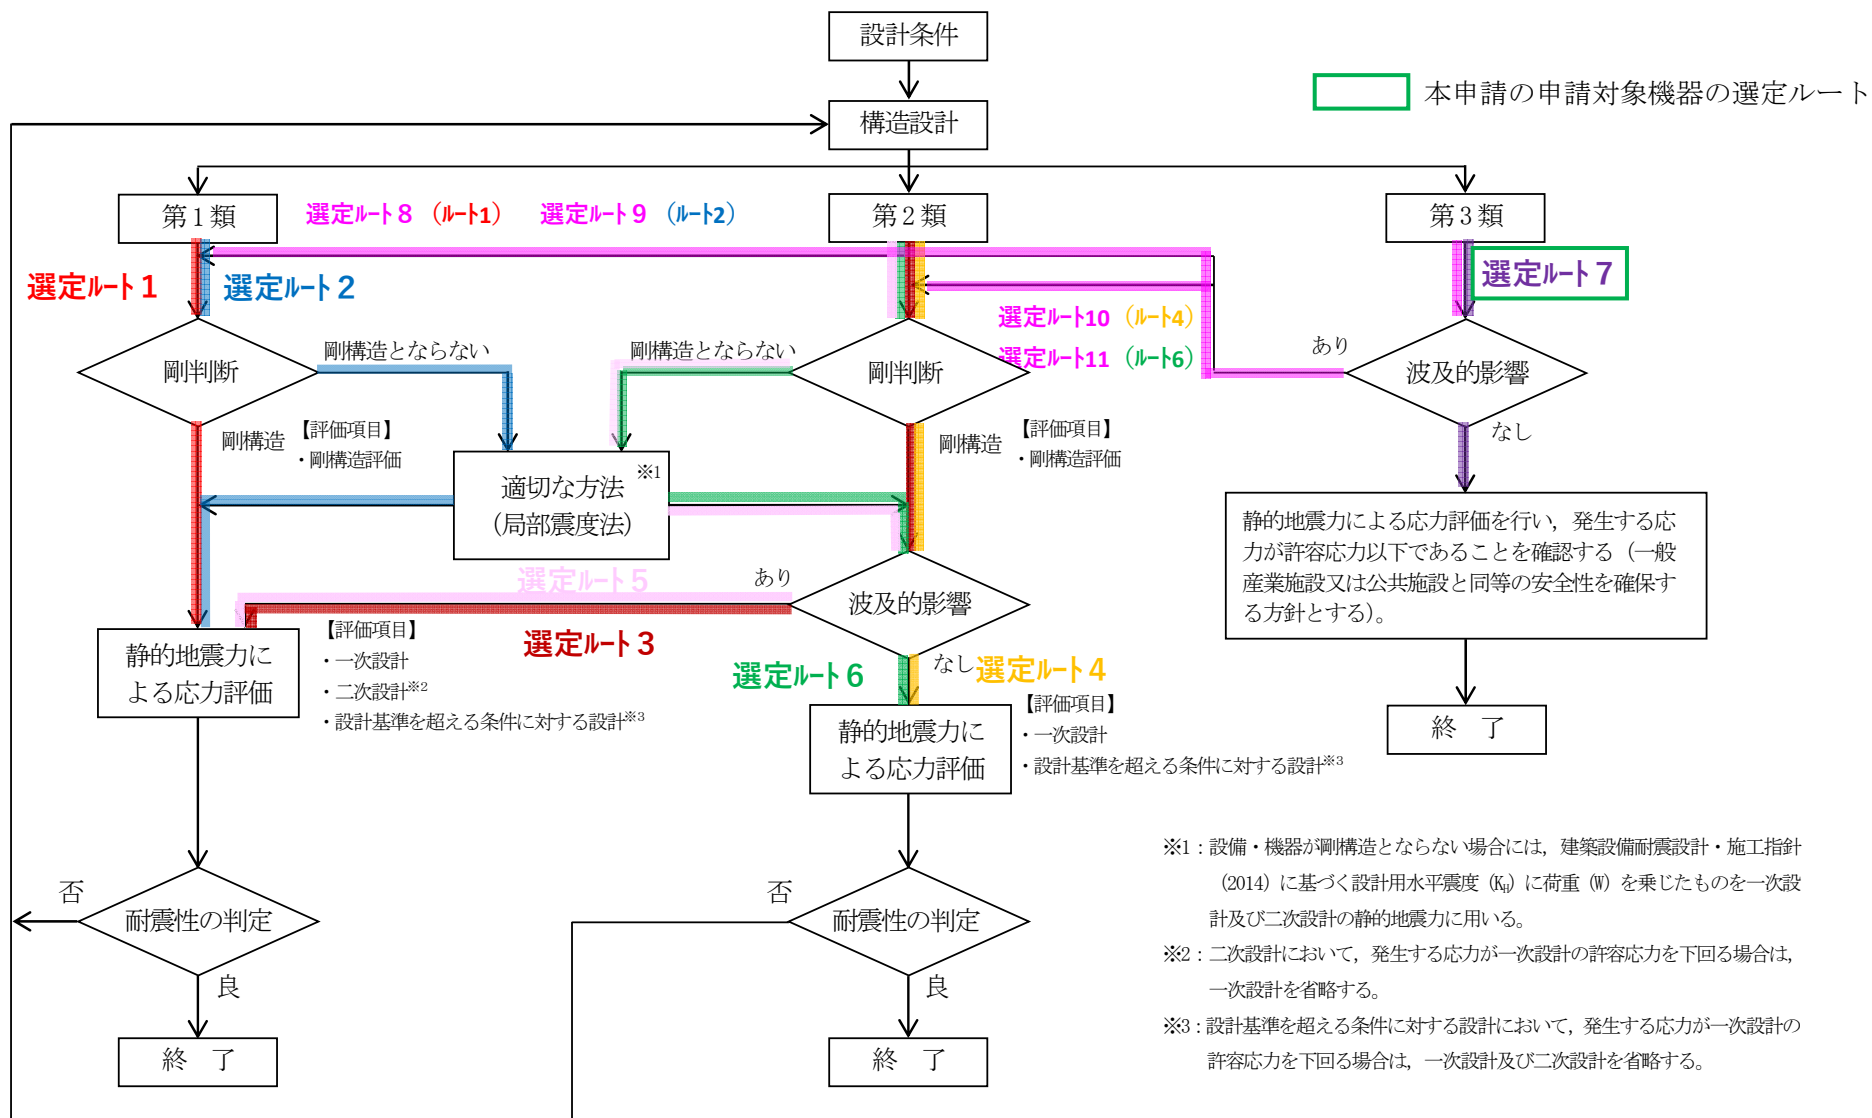 設計条件
本申請の申請対象機器の選定ルート
構造設計
第1類
選定ルート8 (ルート1)
選定ルート9 (ルート2)
第2類
第3類
選定ルート1
選定ルート2
選定ルート7
選定ルート10 (ルート4)
選定ルート11 (ルート6)
剛判断
剛構造とならない
剛構造とならない
剛判断
あり
波及的影響
なし
剛構造
【評価項目】
・剛構造評価
適切な方法※1
(局部震度法)
剛構造
【評価項目】
・剛構造評価
静的地震力による応力評価を行い，発生する応
力が許容応力以下であることを確認する（一般
産業施設又は公共施設と同等の安全性を確保す
る方針とする）。
選定ルート5
あり
波及的影響
選定ルート3
なし
選定ルート6
選定ルート4
静的地震力に
よる応力評価
【評価項目】
・一次設計
・二次設計※2
・設計基準を超える条件に対する設計※3
静的地震力に
よる応力評価
【評価項目】
・一次設計
・設計基準を超える条件に対する設計※3
終 了
否
耐震性の判定
良
終 了
否
耐震性の判定
良
終 了
※1：設備・機器が剛構造とならない場合には，建築設備耐震設計・施工指針
（2014）に基づく設計用水平震度（KH）に荷重（W）を乗じたものを一次設
計及び二次設計の静的地震力に用いる。
※2：二次設計において，発生する応力が一次設計の許容応力を下回る場合は，
一次設計を省略する。
※3：設計基準を超える条件に対する設計において，発生する応力が一次設計の
許容応力を下回る場合は，一次設計及び二次設計を省略する。